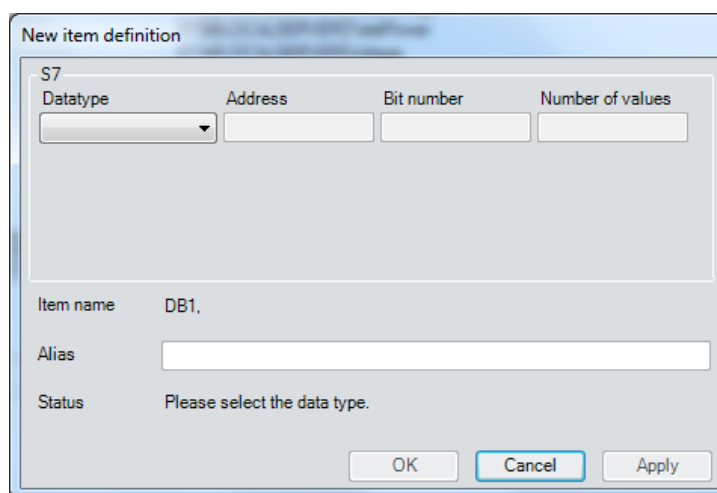 New item definition
S7
Datatype Address Bit number Number of values
Item name DB1,
Alias
Status Please select the data type.
OK Cancel Apply